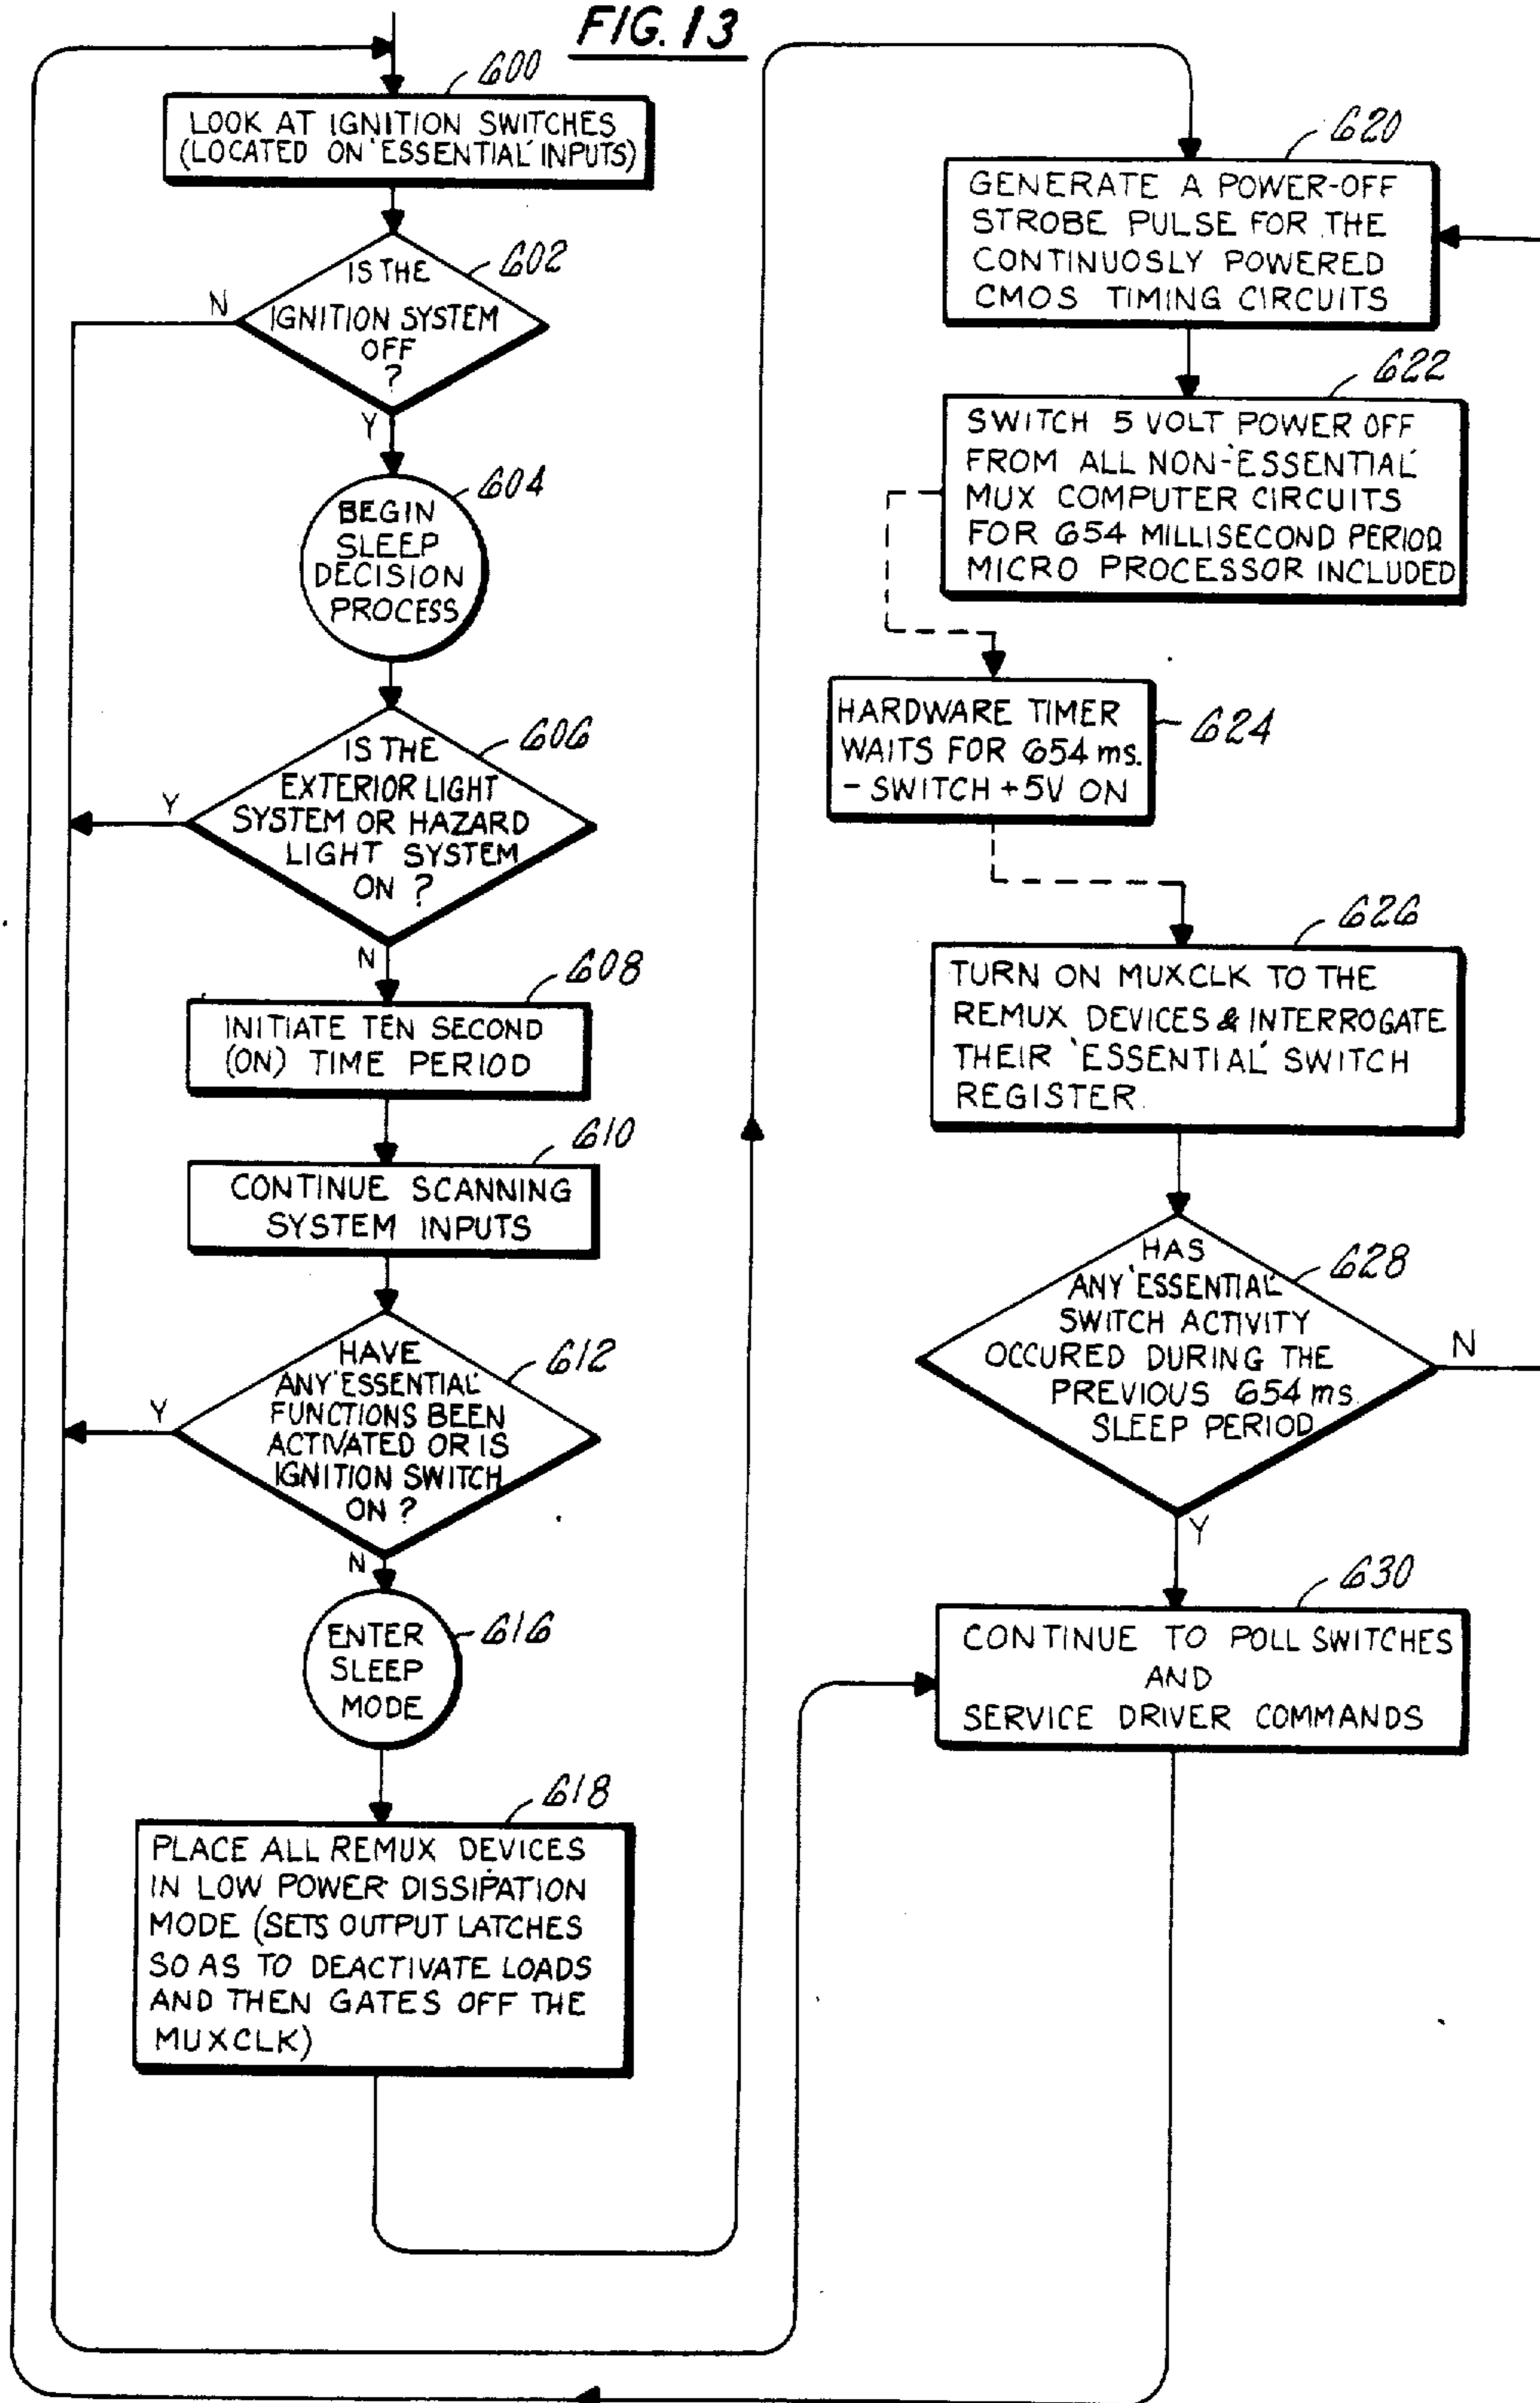 FIG. 13
600
LOOK AT IGNITION SWITCHES
(LOCATED ON 'ESSENTIAL' INPUTS)
602
IS THE
IGNITION SYSTEM
OFF
?
N
Y
604
BEGIN
SLEEP
DECISION
PROCESS
606
IS THE
EXTERIOR LIGHT
SYSTEM OR HAZARD
LIGHT SYSTEM
ON ?
Y
N
608
INITIATE TEN SECOND
(ON) TIME PERIOD
610
CONTINUE SCANNING
SYSTEM INPUTS
612
HAVE
ANY 'ESSENTIAL'
FUNCTIONS BEEN
ACTIVATED OR IS
IGNITION SWITCH
ON ?
Y
N
616
ENTER
SLEEP
MODE
618
PLACE ALL REMUX DEVICES
IN LOW POWER DISSIPATION
MODE (SETS OUTPUT LATCHES
SO AS TO DEACTIVATE LOADS
AND THEN GATES OFF THE
MUXCLK)
620
GENERATE A POWER-OFF
STROBE PULSE FOR THE
CONTINUOSLY POWERED
CMOS TIMING CIRCUITS
622
SWITCH 5 VOLT POWER OFF
FROM ALL NON-'ESSENTIAL'
MUX COMPUTER CIRCUITS
FOR 654 MILLISECOND PERIOD
MICRO PROCESSOR INCLUDED
624
HARDWARE TIMER
WAITS FOR 654 ms.
- SWITCH +5V ON
626
TURN ON MUXCLK TO THE
REMUX DEVICES & INTERROGATE
THEIR 'ESSENTIAL' SWITCH
REGISTER.
628
HAS
ANY 'ESSENTIAL'
SWITCH ACTIVITY
OCCURED DURING THE
PREVIOUS 654 ms.
SLEEP PERIOD
N
Y
630
CONTINUE TO POLL SWITCHES
AND
SERVICE DRIVER COMMANDS